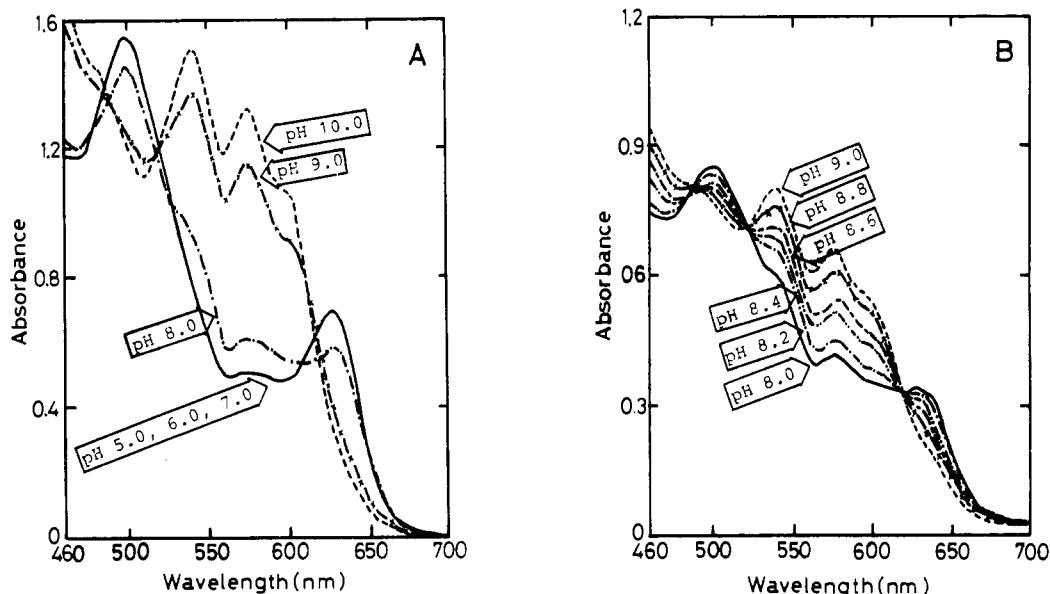 A
1.6
1.2
0.8
0.4
0
Absorbance
pH 10.0
pH 9.0
pH 8.0
pH 5.0, 6.0, 7.0
460 500 550 600 650 700
Wavelength(nm)
B
1.2
0.9
06
0.3
0
Absorbance
pH 9.0
pH 8.8
pH 8.6
pH 8.4
pH 8.2
pH 8.0
460 500 550 600 650 700
Wavelength(nm)